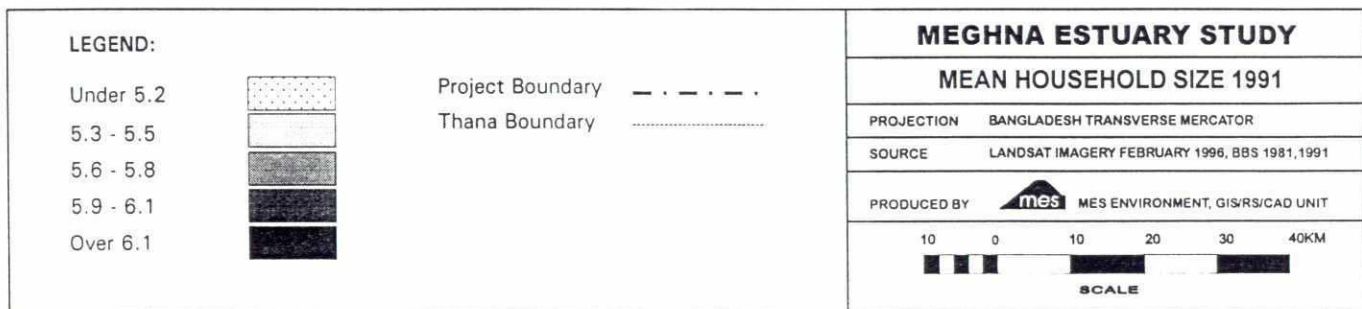 LEGEND:
Under 5.2
5.3 - 5.5
5.6 - 5.8
5.9 - 6.1
Over 6.1
Project Boundary
Thana Boundary
MEGHNA ESTUARY STUDY
MEAN HOUSEHOLD SIZE 1991
PROJECTION BANGLADESH TRANSVERSE MERCATOR
SOURCE LANDSAT IMAGERY FEBRUARY 1996, BBS 1981,1991
PRODUCED BY mes MES ENVIRONMENT, GIS/RS/CAD UNIT
10 0 10 20 30 40KM
SCALE